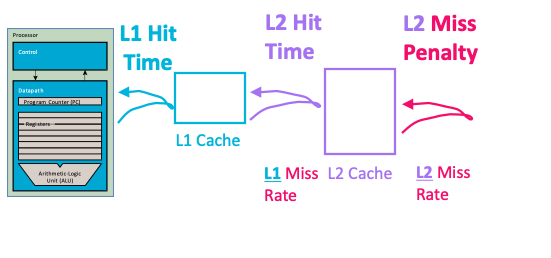 Processor
Control
Datapath
Program Counter (PC)
Registers
Arithmetic-Logic
Unit (ALU)
L1 Hit
Time
L1 Cache
L2 Hit
Time
L1 Miss
Rate
L2 Cache
L2 Miss
Penalty
L2 Miss
Rate